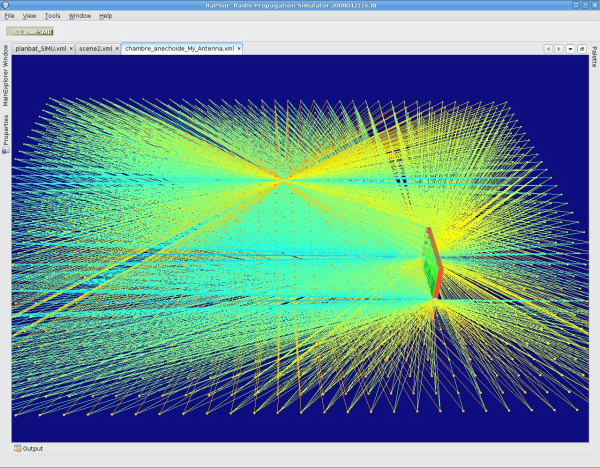 RaPSor: Radio Propagation Simulator 200804211638
File View Tools Radio Window Help
planbat_SIMU.xml scene2.xml chambre_anechoide_My_Antenna.xml
MainExplorer Window
Properties
Palette
Output